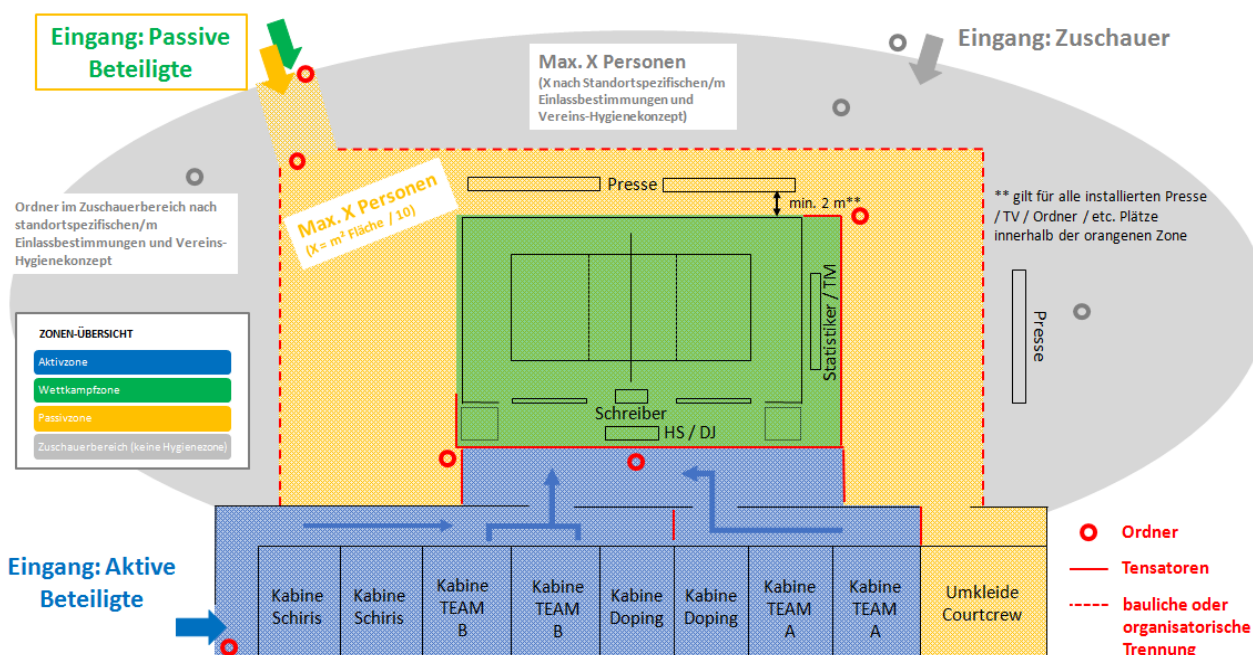 Eingang: Passive
Beteiligte
Eingang: Zuschauer
Max. X Personen
(X nach Standortspezifischen/m
Einlassbestimmungen und
Vereins-Hygienekonzept)
Ordner im Zuschauerbereich nach
standortspezifischen/m
Einlassbestimmungen und Vereins-
Hygienekonzept
Max. X Personen
(X = m² Fläche / 10)
Presse
min. 2 m**
** gilt für alle installierten Presse
/ TV / Ordner / etc. Plätze
innerhalb der orangenen Zone
Statistiker / TM
Presse
ZONEN-ÜBERSICHT
Aktivzone
Wettkampfzone
Passivzone
Zuschauerbereich (keine Hygienezone)
Schreiber
HS / DJ
Eingang: Aktive
Beteiligte
Kabine
Schiris
Kabine
Schiris
Kabine
TEAM
B
Kabine
TEAM
B
Kabine
Doping
Kabine
Doping
Kabine
TEAM
A
Kabine
TEAM
A
Umkleide
Courtcrew
Ordner
Tensatoren
bauliche oder
organisatorische
Trennung